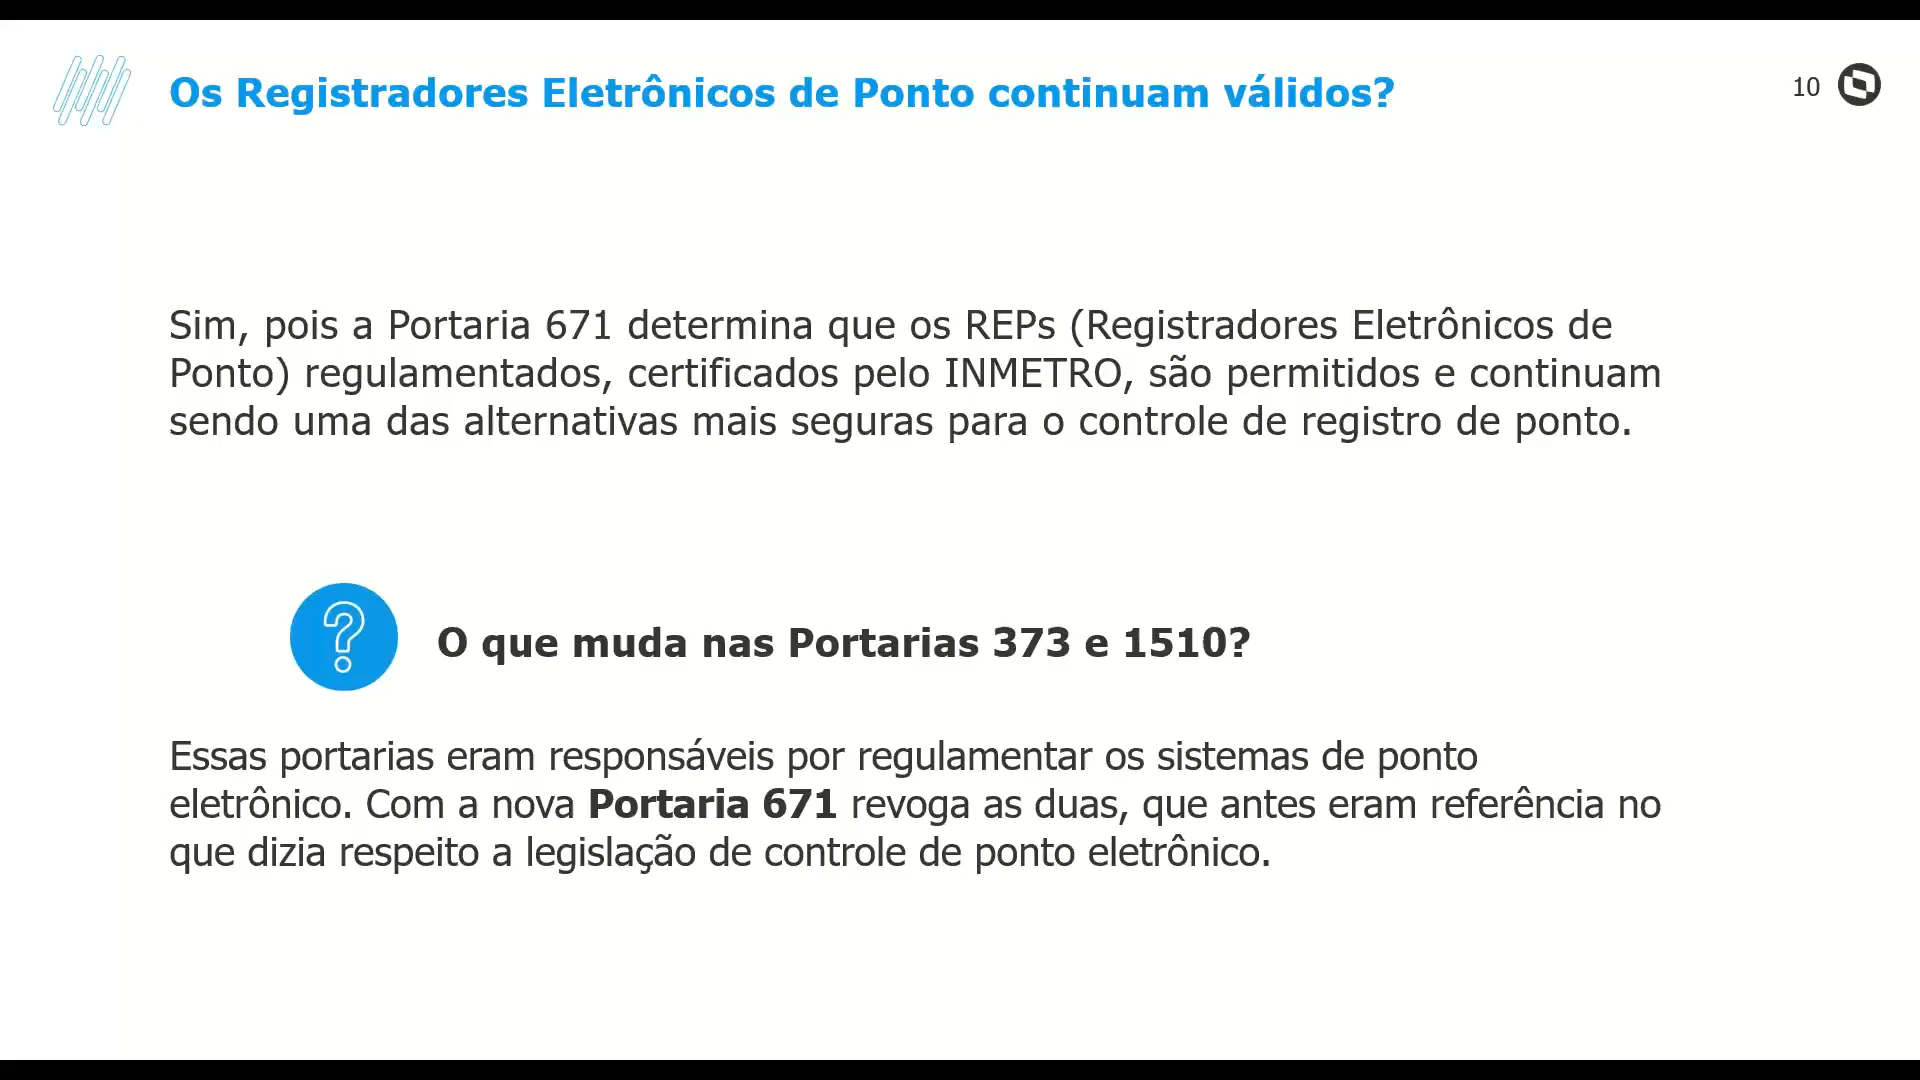 Os Registradores Eletrônicos de Ponto continuam válidos?
10
Sim, pois a Portaria 671 determina que os REPs (Registradores Eletrônicos de
Ponto) regulamentados, certificados pelo INMETRO, são permitidos e continuam
sendo uma das alternativas mais seguras para o controle de registro de ponto.
O que muda nas Portarias 373 e 1510?
Essas portarias eram responsáveis por regulamentar os sistemas de ponto
eletrônico. Com a nova Portaria 671 revoga as duas, que antes eram referência no
que dizia respeito a legislação de controle de ponto eletrônico.